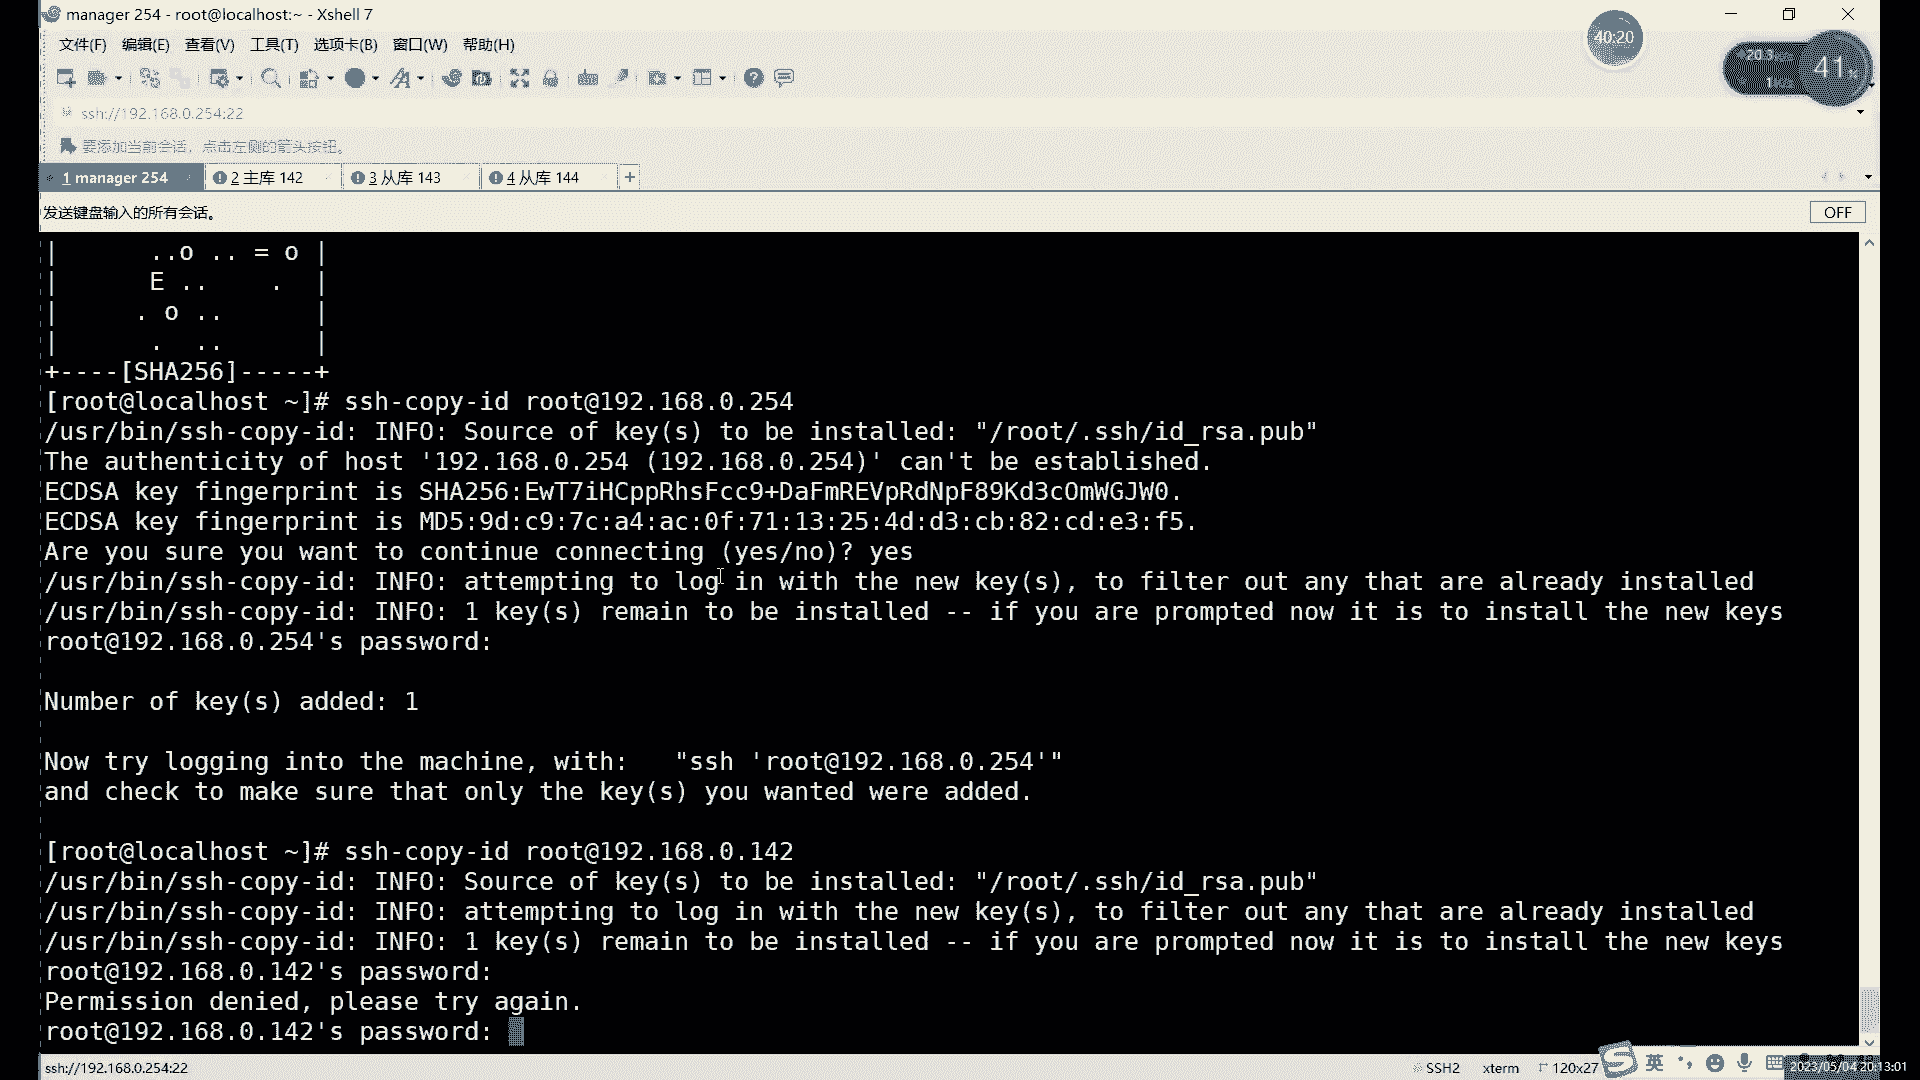 manager 254 - root@localhost:~ - Xshell 7
40:20
文件(F) 编辑(E) 查看(V) 工具(T) 选项卡(B) 窗口(W) 帮助(H)
41%
ssh://192.168.0.254:22
要添加当前会话，点击左侧的箭头按钮。
1 manager 254 2 主库 142 3 从库 143 4 从库 144 +
发送键盘输入的所有会话。 OFF
| ..o .. = o |
| E .. . |
| . o .. |
| . .. |
+----[SHA256]-----+
[root@localhost ~]# ssh-copy-id root@192.168.0.254
/usr/bin/ssh-copy-id: INFO: Source of key(s) to be installed: "/root/.ssh/id_rsa.pub"
The authenticity of host '192.168.0.254 (192.168.0.254)' can't be established.
ECDSA key fingerprint is SHA256:EwT7iHCppRhsFcc9+DaFmREVpRdNpF89Kd3cOmWGJW0.
ECDSA key fingerprint is MD5:9d:c9:7c:a4:ac:0f:71:13:25:4d:d3:cb:82:cd:e3:f5.
Are you sure you want to continue connecting (yes/no)? yes
/usr/bin/ssh-copy-id: INFO: attempting to log in with the new key(s), to filter out any that are already installed
/usr/bin/ssh-copy-id: INFO: 1 key(s) remain to be installed -- if you are prompted now it is to install the new keys
root@192.168.0.254's password:
Number of key(s) added: 1
Now try logging into the machine, with: "ssh 'root@192.168.0.254'"
and check to make sure that only the key(s) you wanted were added.
[root@localhost ~]# ssh-copy-id root@192.168.0.142
/usr/bin/ssh-copy-id: INFO: Source of key(s) to be installed: "/root/.ssh/id_rsa.pub"
/usr/bin/ssh-copy-id: INFO: attempting to log in with the new key(s), to filter out any that are already installed
/usr/bin/ssh-copy-id: INFO: 1 key(s) remain to be installed -- if you are prompted now it is to install the new keys
root@192.168.0.142's password:
Permission denied, please try again.
root@192.168.0.142's password:
ssh://192.168.0.254:22 SSH2 xterm 120x27 英 2023/05/04 20:13:01